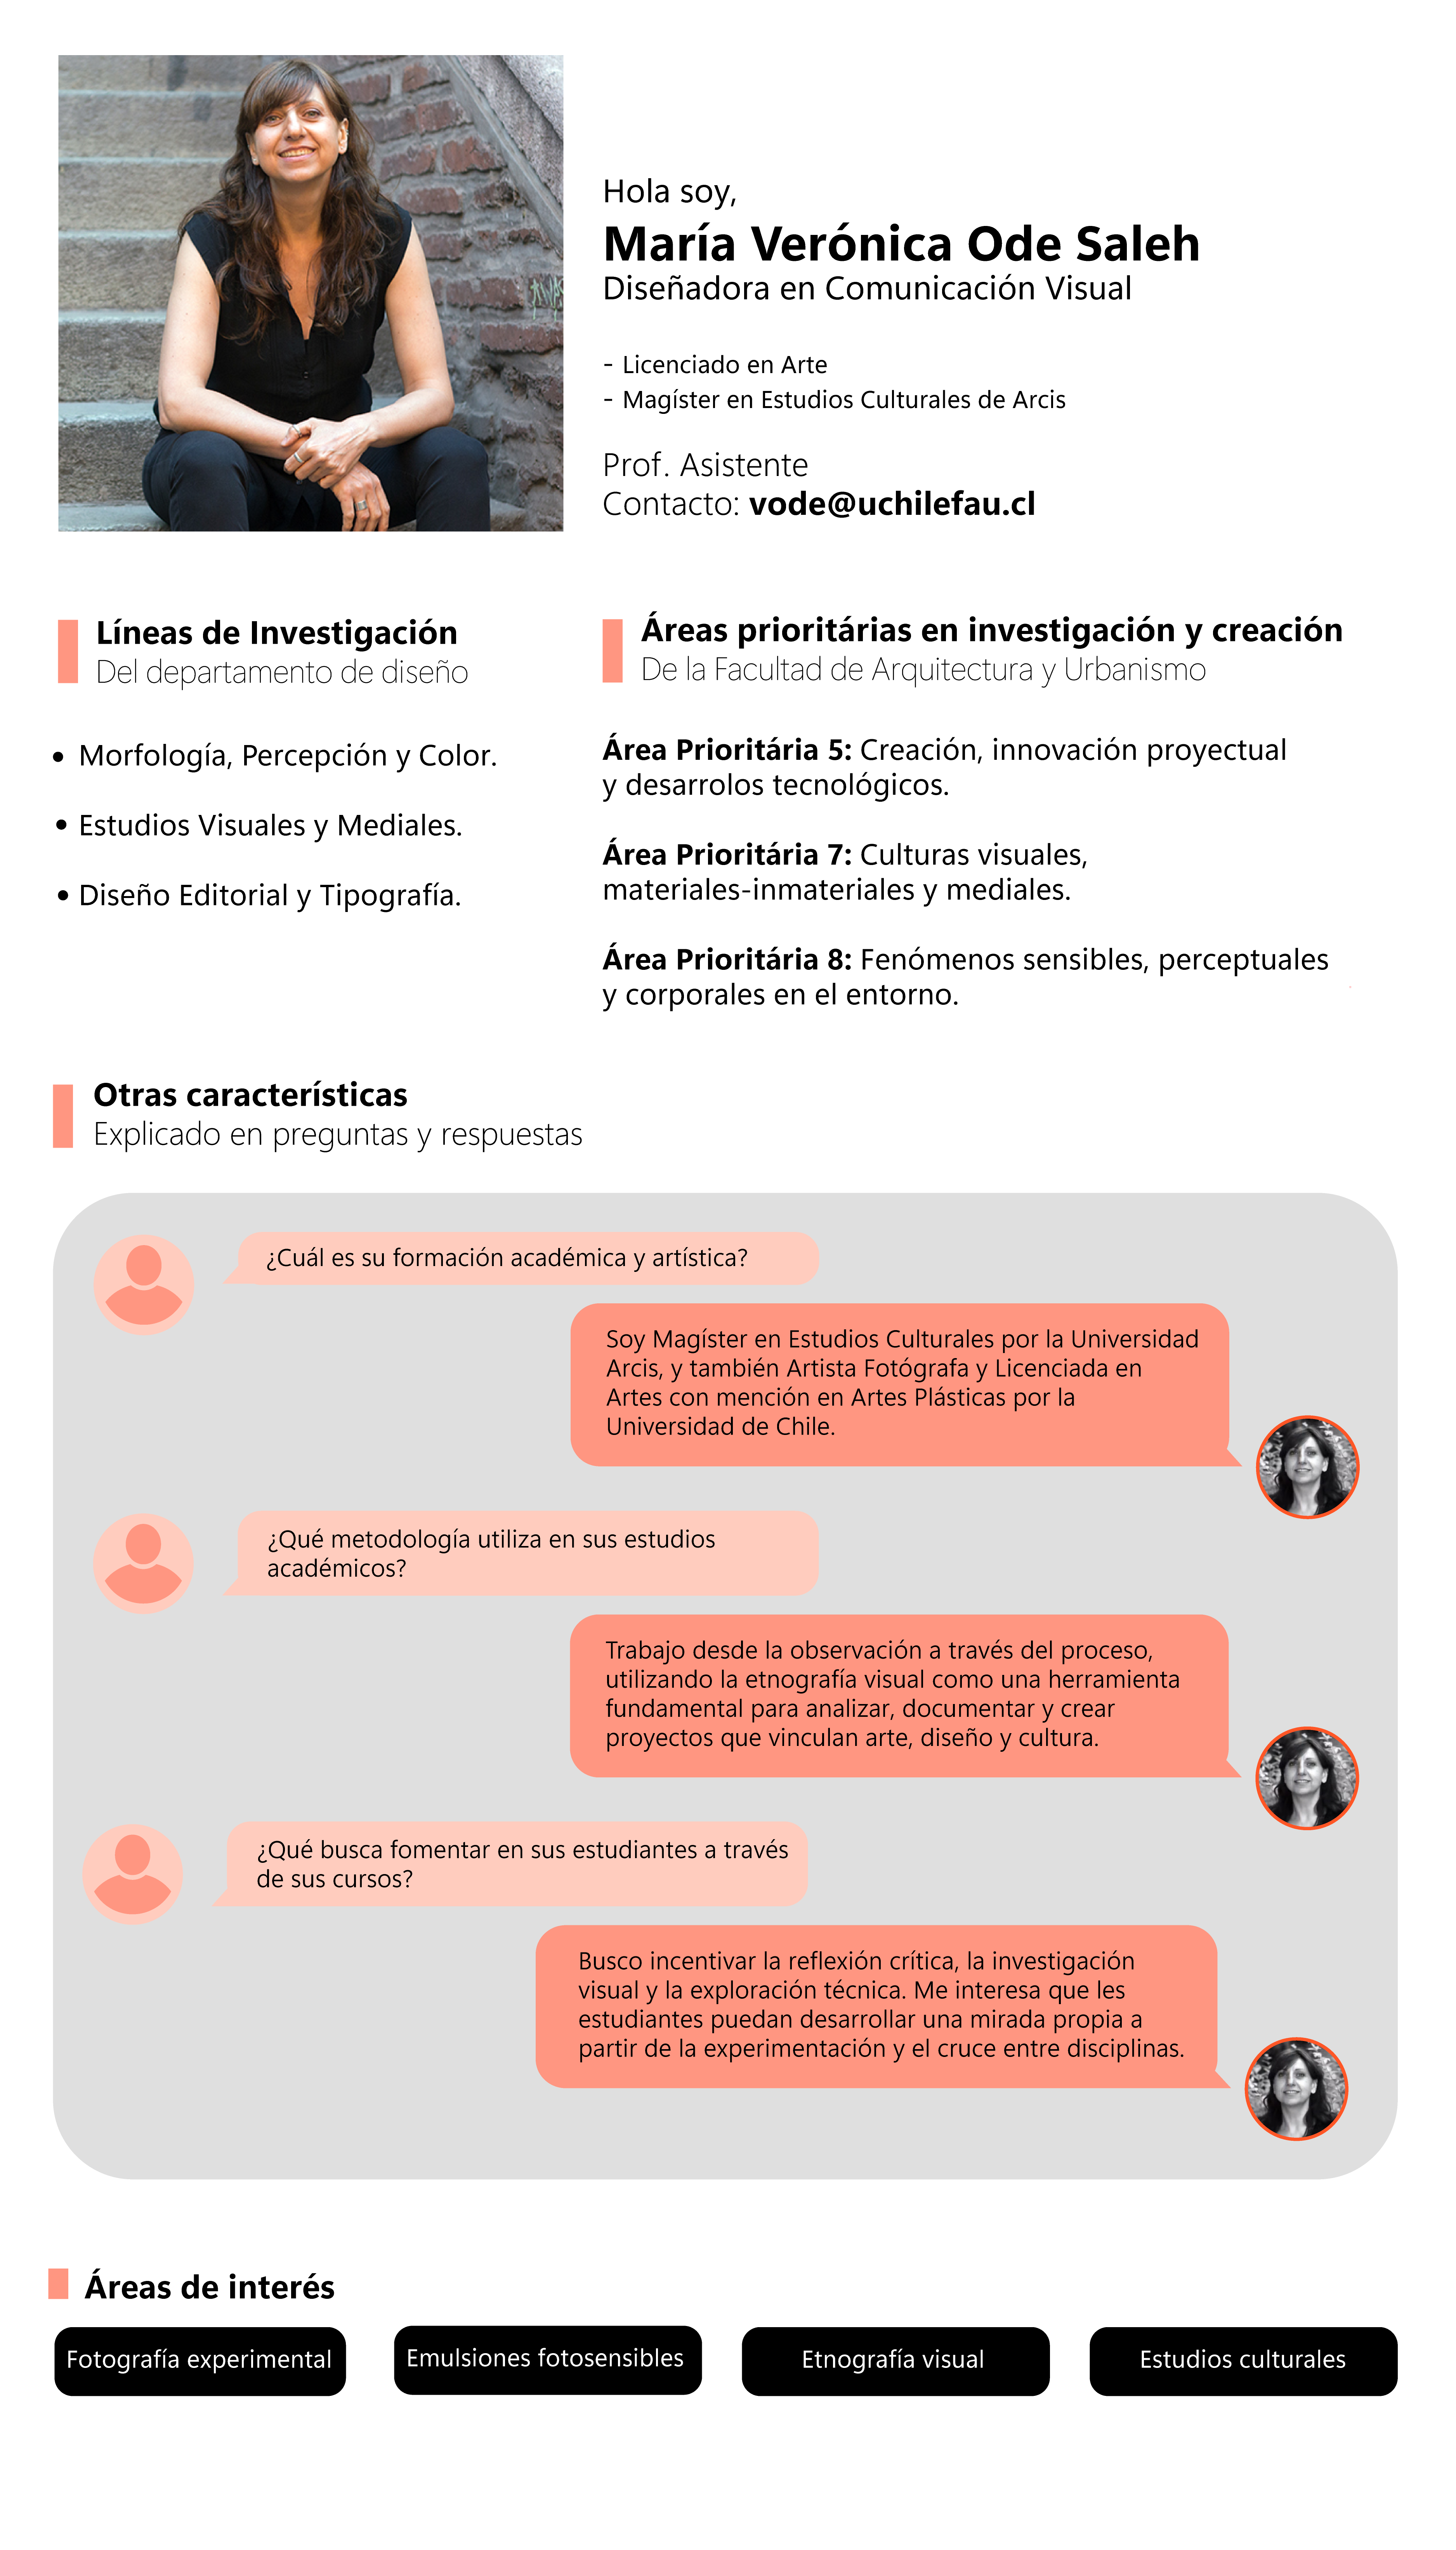 Hola soy,
María Verónica Ode Saleh
Diseñadora en Comunicación Visual
- Licenciado en Arte
- Magíster en Estudios Culturales de Arcis
Prof. Asistente
Contacto: vode@uchilefau.cl
Líneas de Investigación
Del departamento de diseño
• Morfología, Percepción y Color.
• Estudios Visuales y Mediales.
• Diseño Editorial y Tipografía.
Áreas prioritárias en investigación y creación
De la Facultad de Arquitectura y Urbanismo
Área Prioritária 5: Creación, innovación proyectual
y desarrolos tecnológicos.
Área Prioritária 7: Culturas visuales,
materiales-inmateriales y mediales.
Área Prioritária 8: Fenómenos sensibles, perceptuales
y corporales en el entorno.
Otras características
Explicado en preguntas y respuestas
¿Cuál es su formación académica y artística?
Soy Magíster en Estudios Culturales por la Universidad
Arcis, y también Artista Fotógrafa y Licenciada en
Artes con mención en Artes Plásticas por la
Universidad de Chile.
¿Qué metodología utiliza en sus estudios
académicos?
Trabajo desde la observación a través del proceso,
utilizando la etnografía visual como una herramienta
fundamental para analizar, documentar y crear
proyectos que vinculan arte, diseño y cultura.
¿Qué busca fomentar en sus estudiantes a través
de sus cursos?
Busco incentivar la reflexión crítica, la investigación
visual y la exploración técnica. Me interesa que les
estudiantes puedan desarrollar una mirada propia a
partir de la experimentación y el cruce entre disciplinas.
Áreas de interés
Fotografía experimental
Emulsiones fotosensibles
Etnografía visual
Estudios culturales